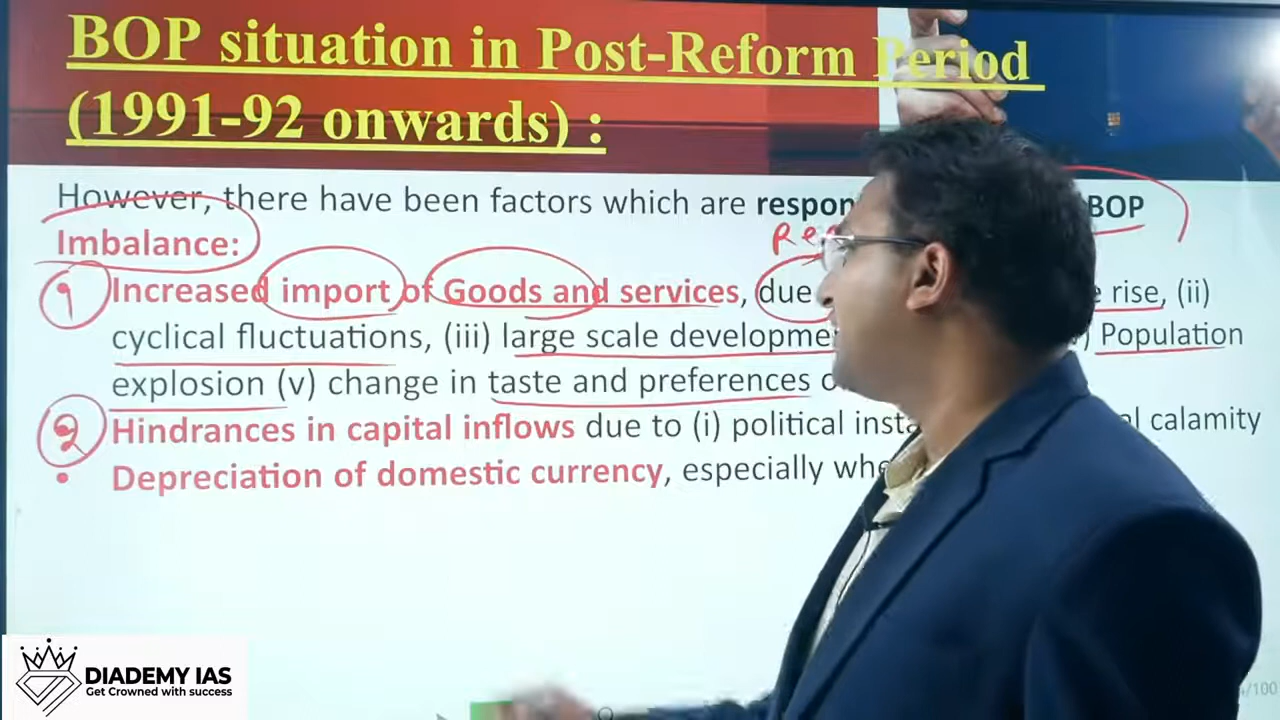 BOP situation in Post-Reform Period
(1991-92 onwards) :
However, there have been factors which are respon BOP
Imbalance:
१ Increased import of Goods and services, due rise, (ii)
cyclical fluctuations, (iii) large scale developme Population
explosion (v) change in taste and preferences
२ Hindrances in capital inflows due to (i) political insta calamity
• Depreciation of domestic currency, especially whe
DIADEMY IAS
Get Crowned with success
/100